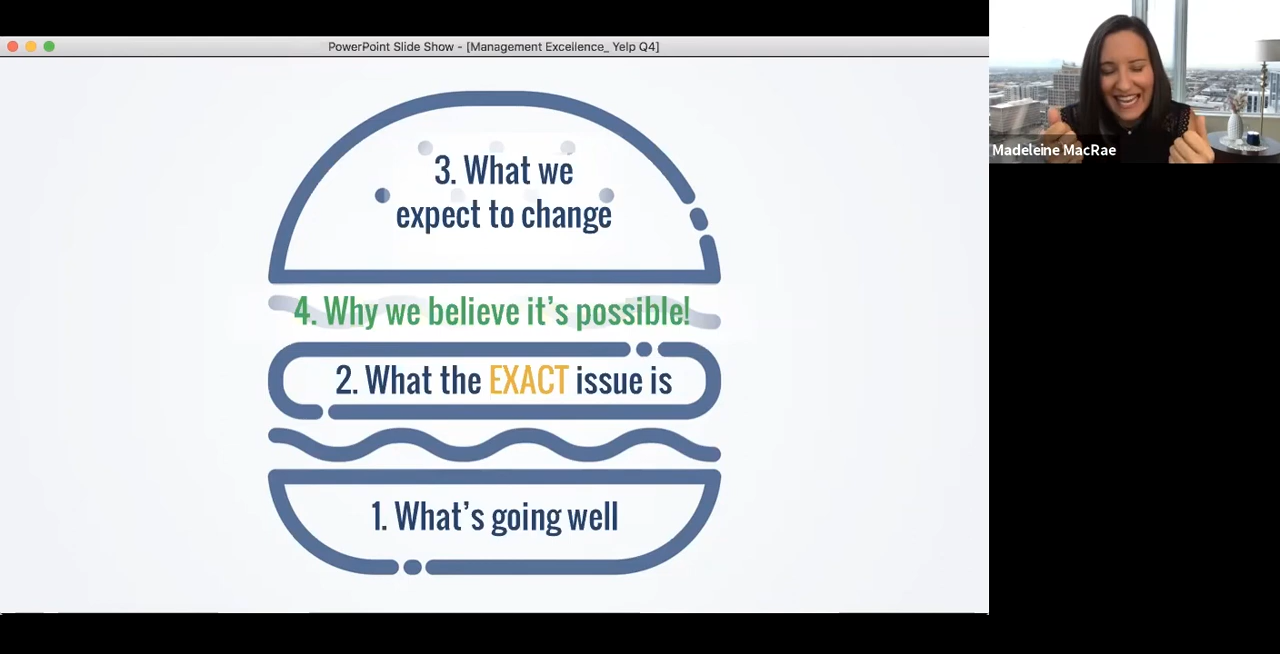 PowerPoint Slide Show - [Management Excellence_ Yelp Q4]
Madeleine MacRae
3. What we
expect to change
4. Why we believe it's possible!
2. What the EXACT issue is
1. What's going well